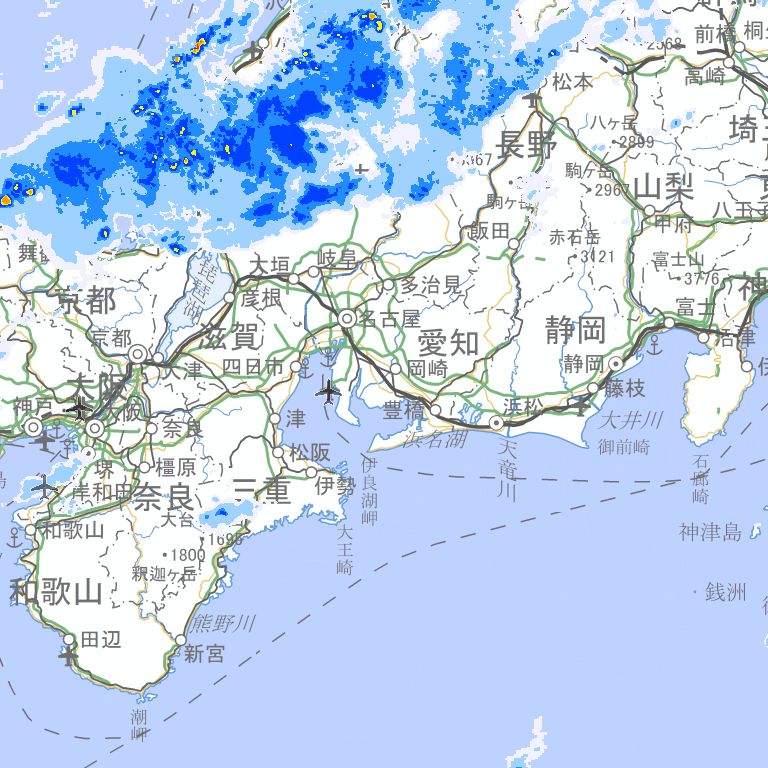 前橋
高崎
松本
八ヶ岳
2899
長野
駒ヶ岳
2967
山梨
八王子
甲府
飯田
赤石岳
3121
富士山
3776
富士
沼津
琵琶湖
大垣
岐阜
多治見
彦根
京都
京都
滋賀
名古屋
愛知
静岡
静岡
藤枝
四日市
岡崎
大阪
大阪
神戸
津
豊橋
浜松
浜名湖
天竜川
大井川
御前崎
石廊崎
奈良
松阪
堺
橿原
岸和田
奈良
三重
伊勢
伊良湖岬
大台
大王崎
和歌山
1800
釈迦ヶ岳
和歌山
熊野川
田辺
新宮
潮岬
神津島
銭洲